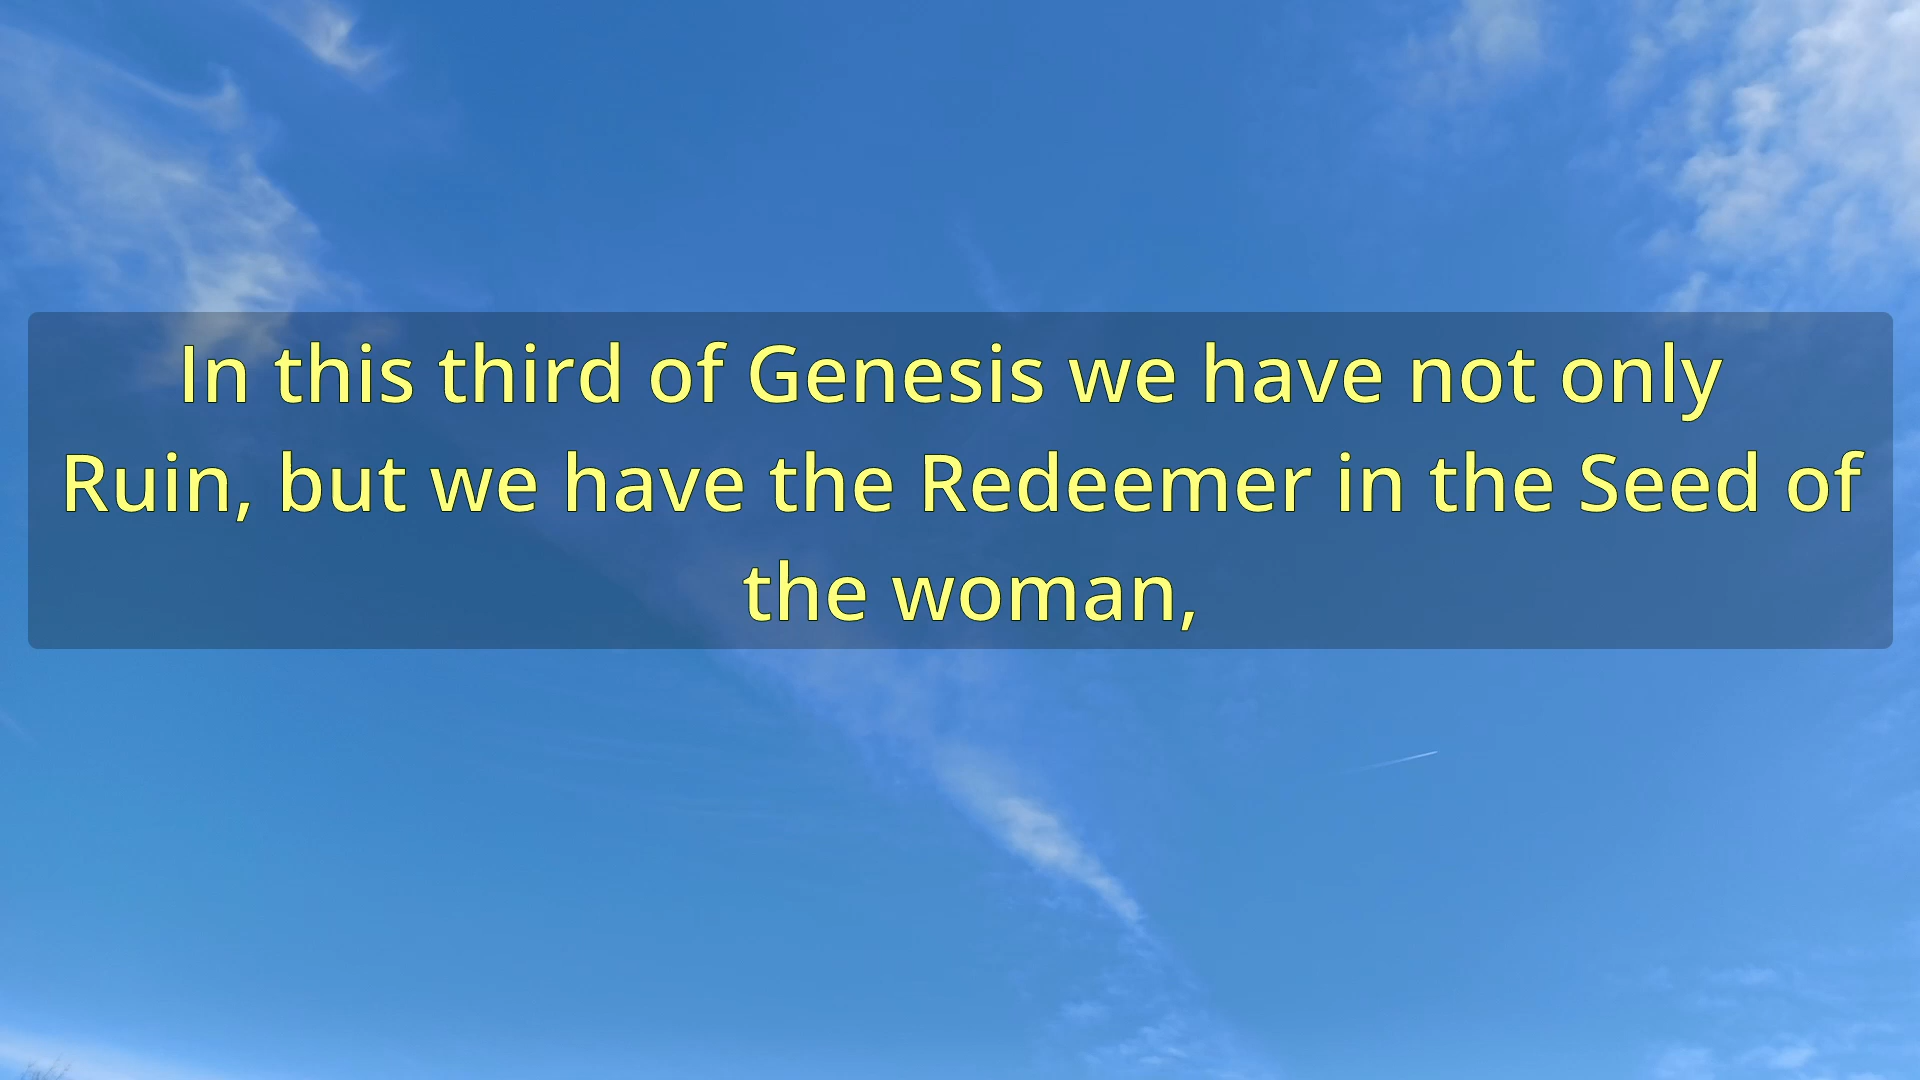 In this third of Genesis we have not only
Ruin, but we have the Redeemer in the Seed of
the woman,